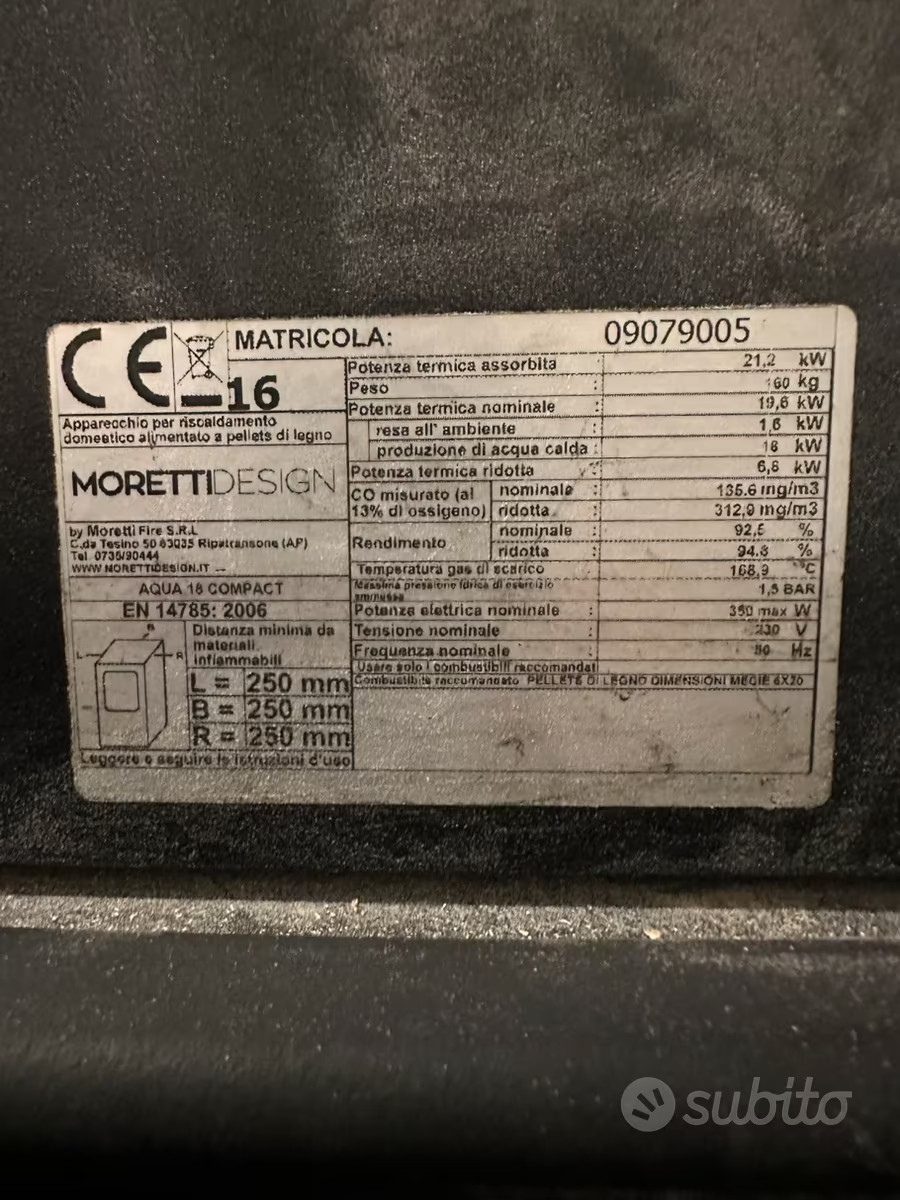 CE
16
MATRICOLA: 09079005
Apparecchio per riscaldamento
domestico alimentato a pellets di legno
MORETTIDESIGN
by Moretti Fire S.R.L
C.da Tesino 50 63035 Ripatransone (AP)
Tel. 0735/90444
WWW.MORETTIDESIGN.IT
AQUA 18 COMPACT
EN 14785: 2006
B
L
R
Distanza minima da
materiali
infiammabili
L = 250 mm
B = 250 mm
R = 250 mm
Leggere e seguire le istruzioni d'uso
Potenza termica assorbita : 21,2 kW
Peso : 160 kg
Potenza termica nominale : 19,6 kW
resa all' ambiente : 1,6 kW
produzione di acqua calda : 18 kW
Potenza termica ridotta : 6,8 kW
CO misurato (al
13% di ossigeno)
nominale : 135.6 mg/m3
ridotta : 312,9 mg/m3
Rendimento
nominale : 92,5 %
ridotta : 94.8 %
Temperatura gas di scarico : 168,9 °C
Massima pressione idrica di esercizio
ammessa : 1,5 BAR
Potenza elettrica nominale : 350 max W
Tensione nominale : 230 V
Frequenza nominale : 50 Hz
Usare solo i combustibili raccomandati
Combustibile raccomandato PELLETS DI LEGNO DIMENSIONI MEDIE 6X20
subito